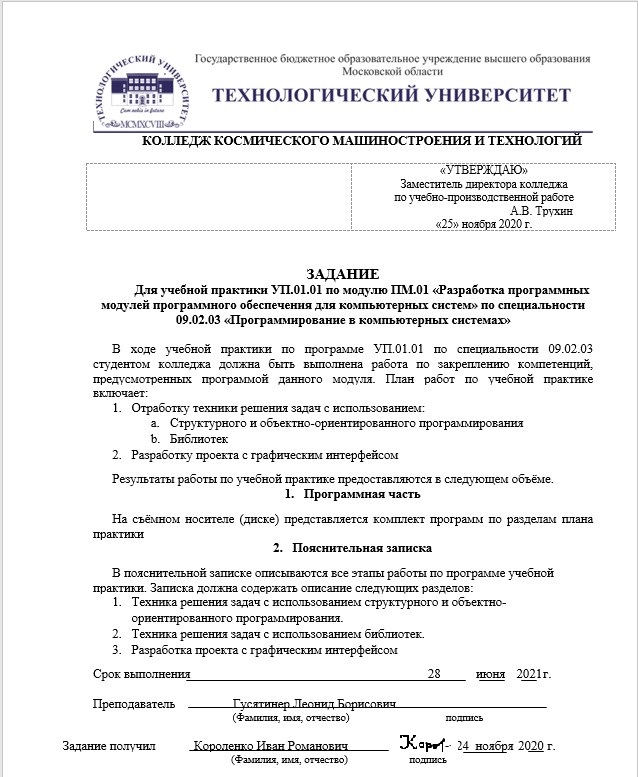 ТЕХНОЛОГИЧЕСКИЙ УНИВЕРСИТЕТ
Cum nobis in futuro
MCMXCVIII
Государственное бюджетное образовательное учреждение высшего образования
Московской области
ТЕХНОЛОГИЧЕСКИЙ УНИВЕРСИТЕТ
КОЛЛЕДЖ КОСМИЧЕСКОГО МАШИНОСТРОЕНИЯ И ТЕХНОЛОГИЙ
«УТВЕРЖДАЮ»
Заместитель директора колледжа
по учебно-производственной работе
А.В. Трухин
«25» ноября 2020 г.
ЗАДАНИЕ
Для учебной практики УП.01.01 по модулю ПМ.01 «Разработка программных
модулей программного обеспечения для компьютерных систем» по специальности
09.02.03 «Программирование в компьютерных системах»
В ходе учебной практики по программе УП.01.01 по специальности 09.02.03
студентом колледжа должна быть выполнена работа по закреплению компетенций,
предусмотренных программой данного модуля. План работ по учебной практике
включает:
1. Отработку техники решения задач с использованием:
a. Структурного и объектно-ориентированного программирования
b. Библиотек
2. Разработку проекта с графическим интерфейсом
Результаты работы по учебной практике предоставляются в следующем объёме.
1. Программная часть
На съёмном носителе (диске) представляется комплект программ по разделам плана
практики
2. Пояснительная записка
В пояснительной записке описываются все этапы работы по программе учебной
практики. Записка должна содержать описание следующих разделов:
1. Техника решения задач с использованием структурного и объектно-
ориентированного программирования.
2. Техника решения задач с использованием библиотек.
3. Разработка проекта с графическим интерфейсом
Срок выполнения 28 июня 2021г.
Преподаватель Гусятинер Леонид Борисович
(Фамилия, имя, отчество) подпись
Задание получил Короленко Иван Романович 24 ноября 2020 г.
(Фамилия, имя, отчество) подпись